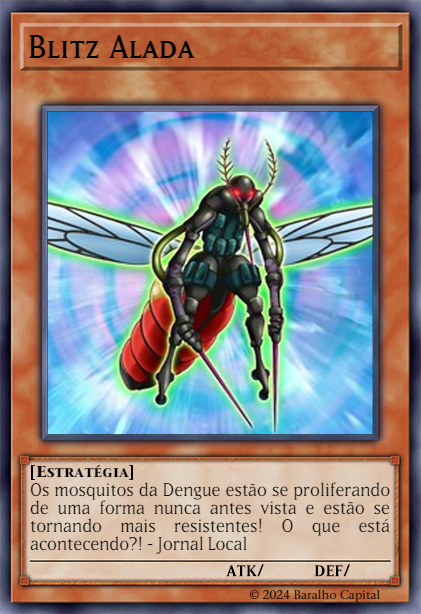 Blitz Alada
[Estratégia]
Os mosquitos da Dengue estão se proliferando
de uma forma nunca antes vista e estão se
tornando mais resistentes! O que está
acontecendo?! - Jornal Local
ATK/ DEF/
© 2024 Baralho Capital